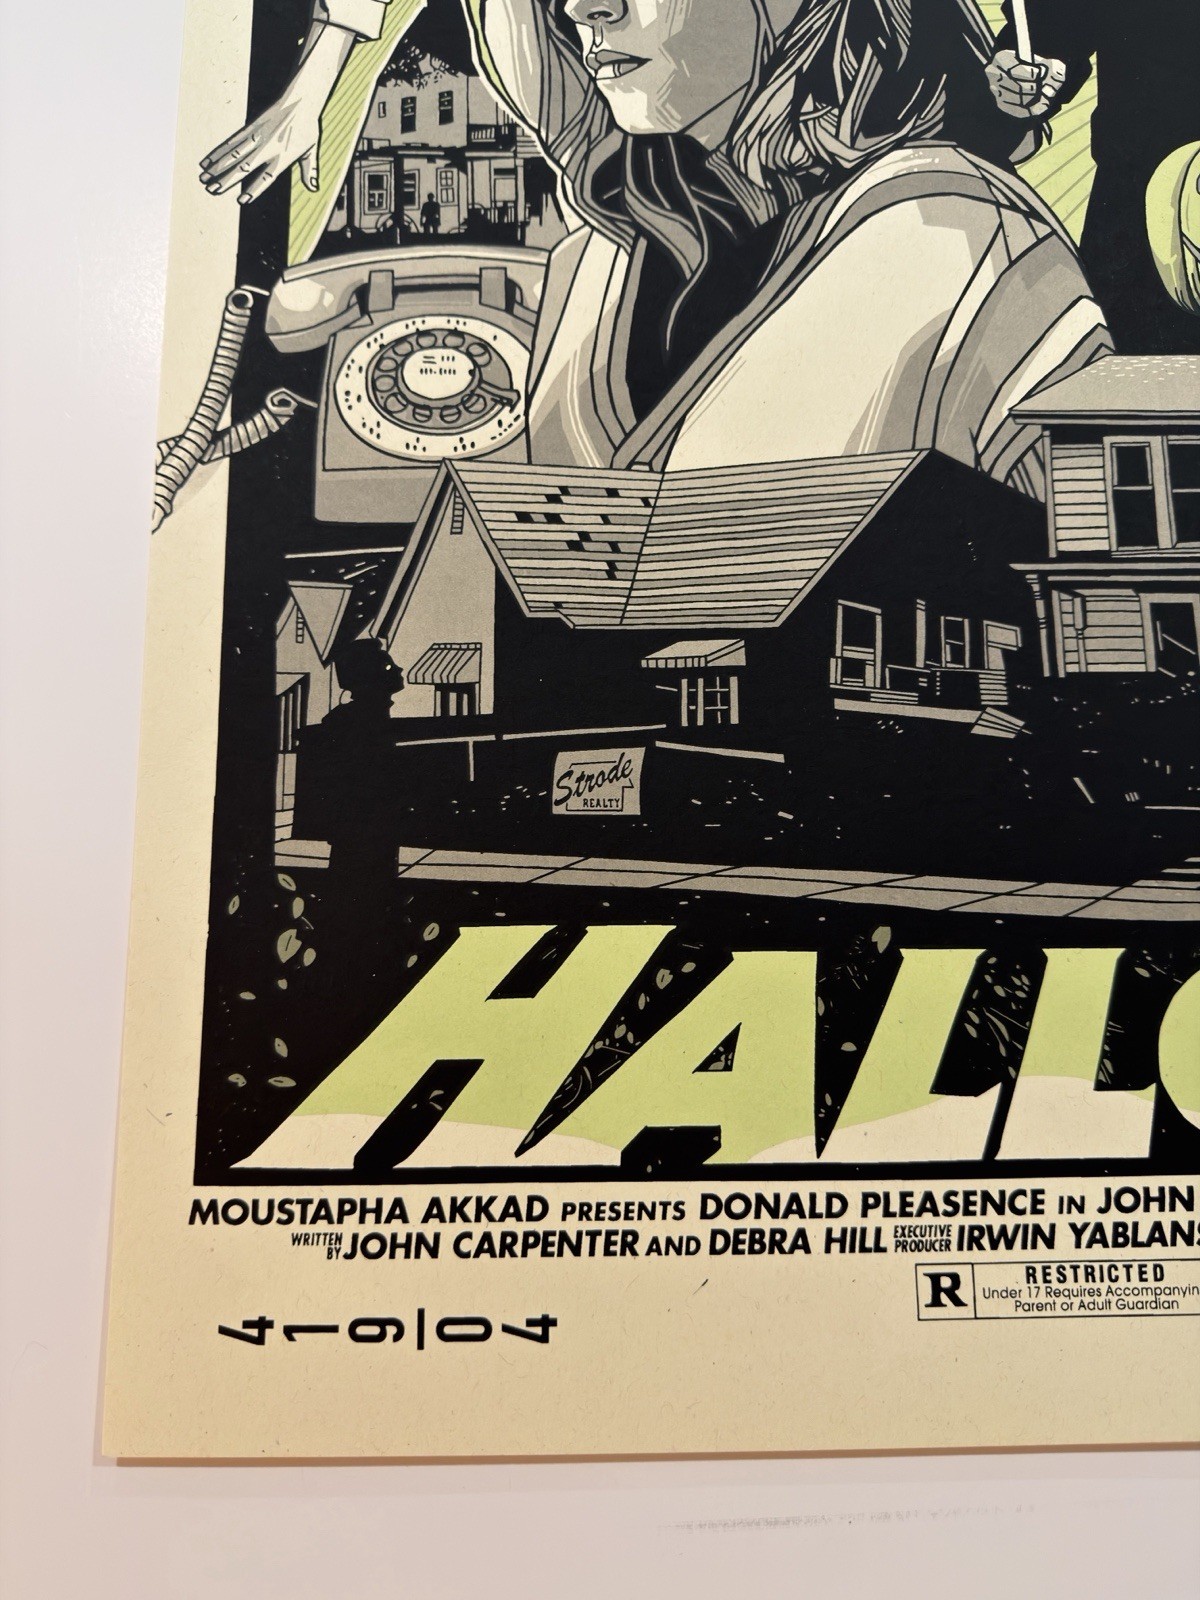 Strode
REALTY
HALLO
MOUSTAPHA AKKAD PRESENTS DONALD PLEASENCE IN JOHN
WRITTEN BY JOHN CARPENTER AND DEBRA HILL EXECUTIVE PRODUCER IRWIN YABLANS
R RESTRICTED
Under 17 Requires Accompanyin
Parent or Adult Guardian
419|04